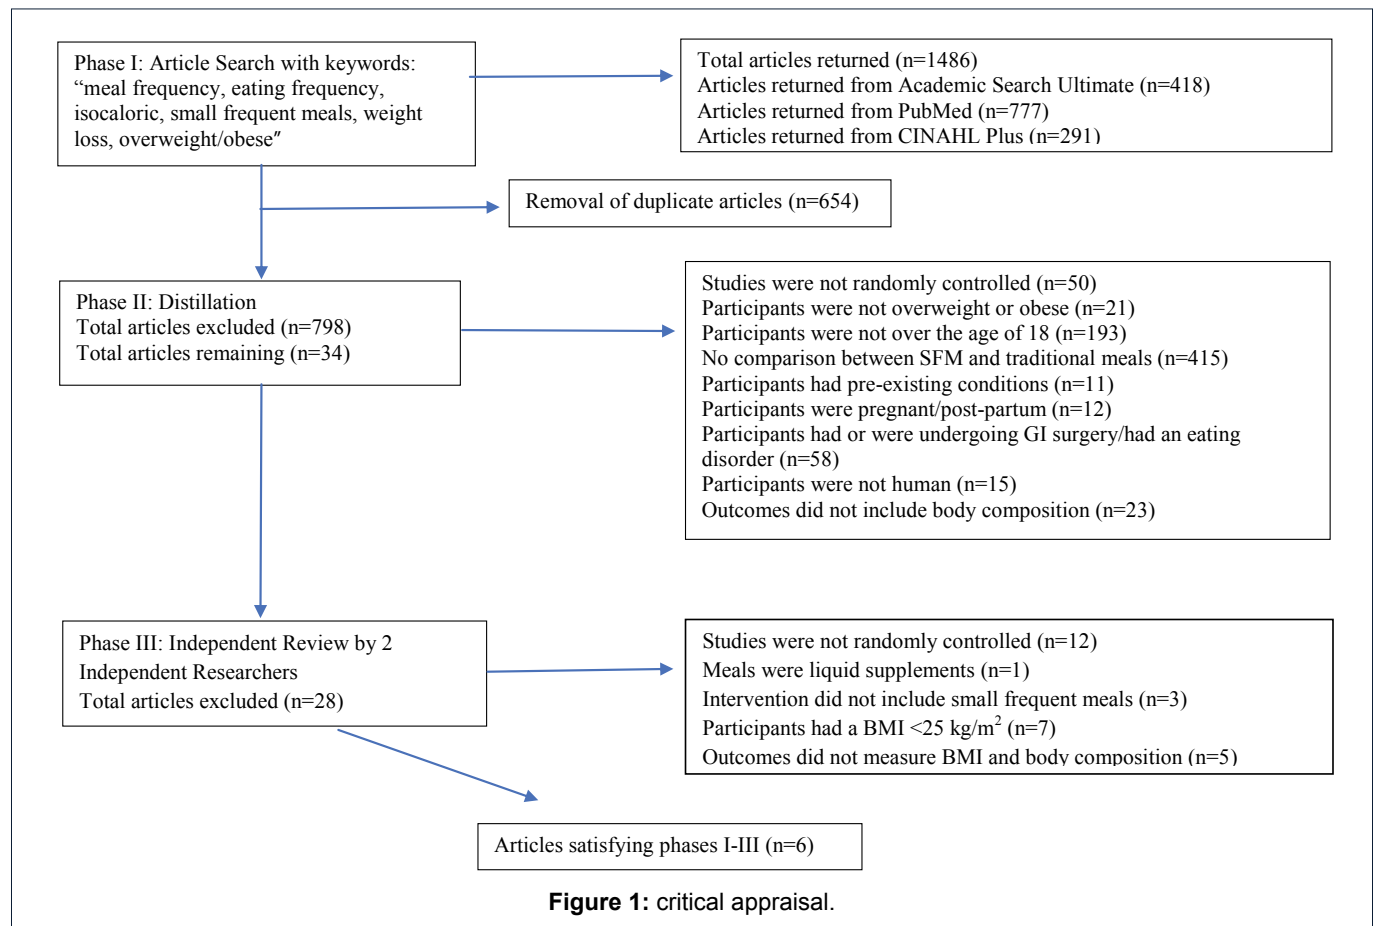 Phase I: Article Search with keywords:
“meal frequency, eating frequency,
isocaloric, small frequent meals, weight
loss, overweight/obese”
Total articles returned (n=1486)
Articles returned from Academic Search Ultimate (n=418)
Articles returned from PubMed (n=777)
Articles returned from CINAHL Plus (n=291)
Removal of duplicate articles (n=654)
Phase II: Distillation
Total articles excluded (n=798)
Total articles remaining (n=34)
Studies were not randomly controlled (n=50)
Participants were not overweight or obese (n=21)
Participants were not over the age of 18 (n=193)
No comparison between SFM and traditional meals (n=415)
Participants had pre-existing conditions (n=11)
Participants were pregnant/post-partum (n=12)
Participants had or were undergoing GI surgery/had an eating
disorder (n=58)
Participants were not human (n=15)
Outcomes did not include body composition (n=23)
Phase III: Independent Review by 2
Independent Researchers
Total articles excluded (n=28)
Studies were not randomly controlled (n=12)
Meals were liquid supplements (n=1)
Intervention did not include small frequent meals (n=3)
Participants had a BMI <25 kg/m² (n=7)
Outcomes did not measure BMI and body composition (n=5)
Articles satisfying phases I-III (n=6)
Figure 1: critical appraisal.